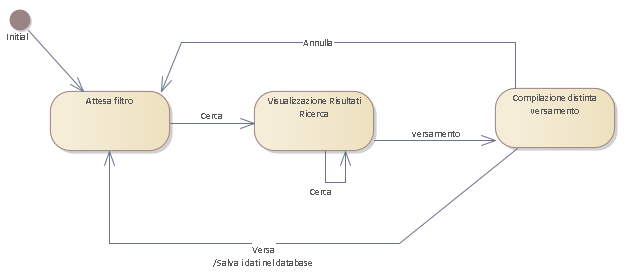 Initial
Annulla
Attesa filtro
Cerca
Visualizzazione Risultati
Ricerca
versamento
Compilazione distinta
versamento
Cerca
Versa
/Salva i dati nel database